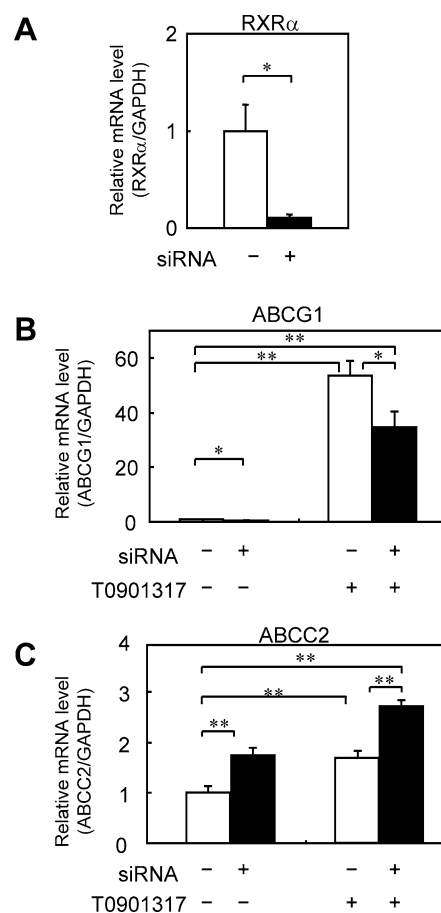 A
RXRα
Relative mRNA level
(RXRα/GAPDH)
2
1
0
*
siRNA − +
B
ABCG1
Relative mRNA level
(ABCG1/GAPDH)
60
40
20
0
**
** *
*
siRNA − + − +
T0901317 − − + +
C
ABCC2
Relative mRNA level
(ABCC2/GAPDH)
4
3
2
1
0
**
** **
**
siRNA − + − +
T0901317 − − + +